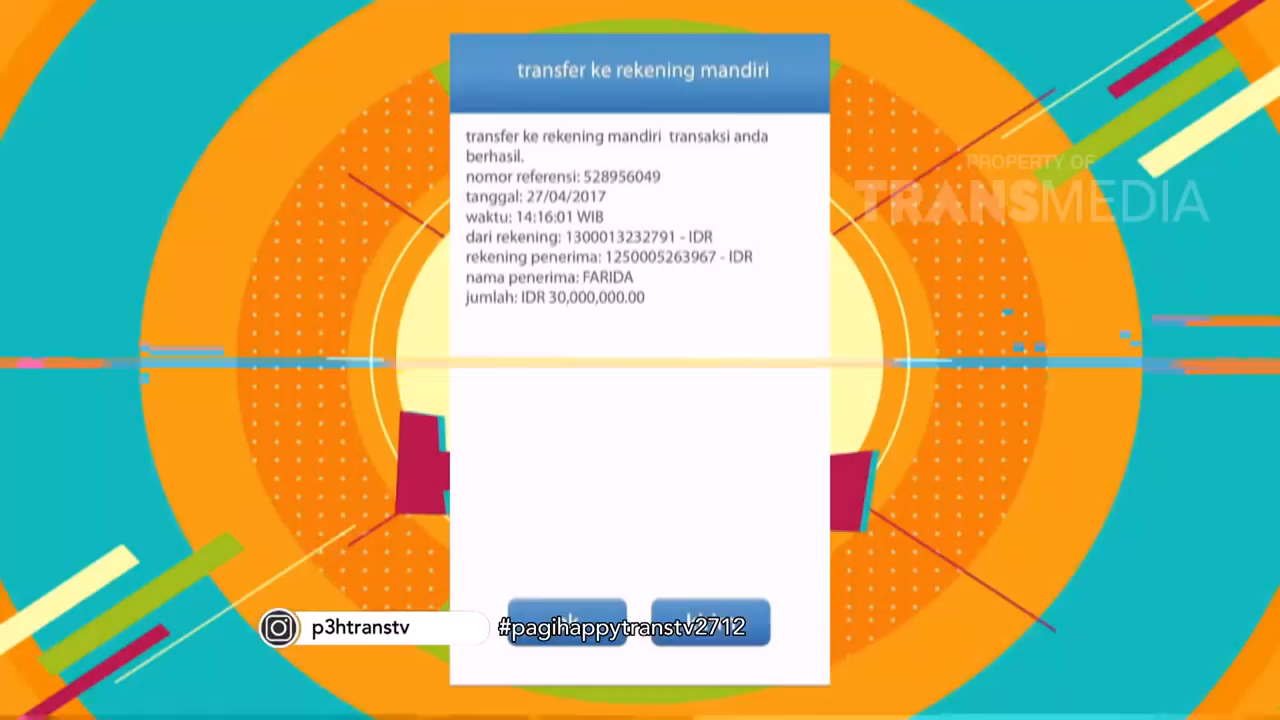 transfer ke rekening mandiri
transfer ke rekening mandiri transaksi anda
berhasil.
nomor referensi: 528956049
tanggal: 27/04/2017
waktu: 14:16:01 WIB
dari rekening: 1300013232791 - IDR
rekening penerima: 1250005263967 - IDR
nama penerima: FARIDA
jumlah: IDR 30,000,000.00
PROPERTY OF
TRANSMEDIA
p3htranstv
#pagihappytranstv2712